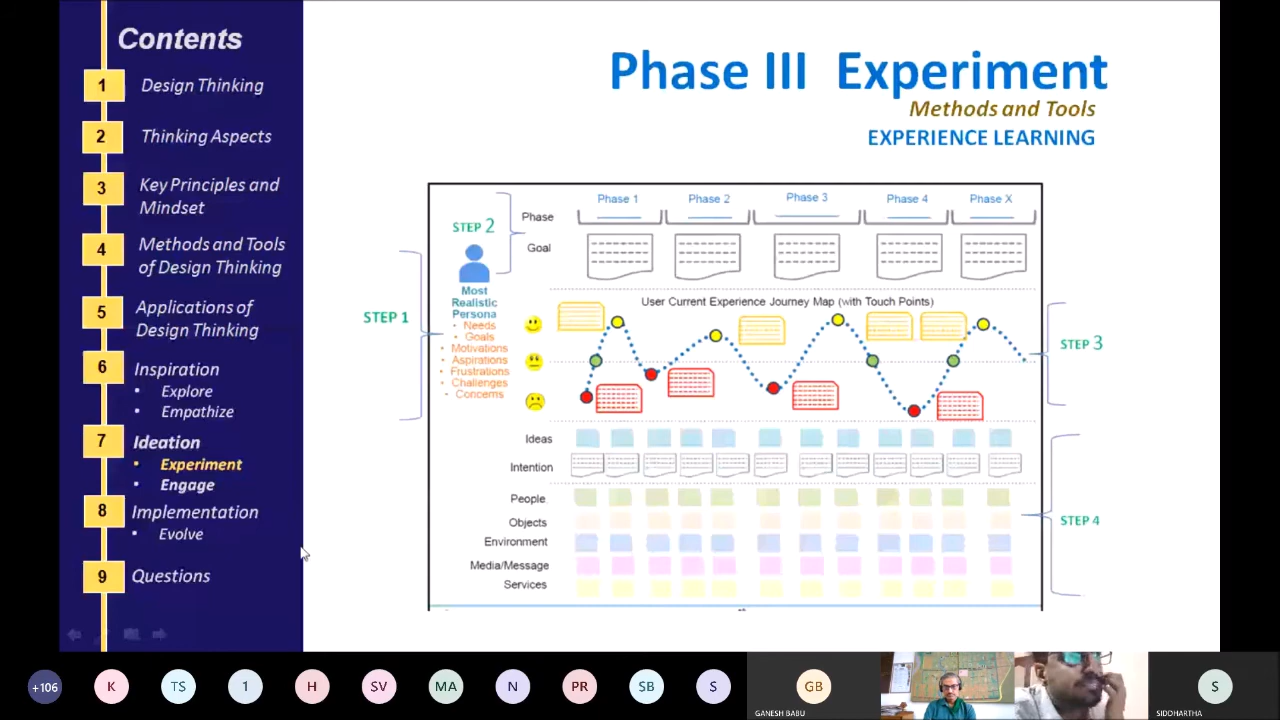 Contents
1 Design Thinking
2 Thinking Aspects
3 Key Principles and
Mindset
4 Methods and Tools
of Design Thinking
5 Applications of
Design Thinking
6 Inspiration
• Explore
• Empathize
7 Ideation
• Experiment
• Engage
8 Implementation
• Evolve
9 Questions
Phase III Experiment
Methods and Tools
EXPERIENCE LEARNING
Phase 1 Phase 2 Phase 3 Phase 4 Phase X
STEP 2
Phase
Goal
STEP 1
Most
Realistic
Persona
• Needs
• Goals
• Motivations
• Aspirations
• Frustrations
• Challenges
• Concerns
User Current Experience Journey Map (with Touch Points)
STEP 3
Ideas
Intention
People
Objects
Environment
Media/Message
Services
STEP 4
+106 K TS 1 H SV MA N PR SB S GB S
GANESH BABU
SIDDHARTHA